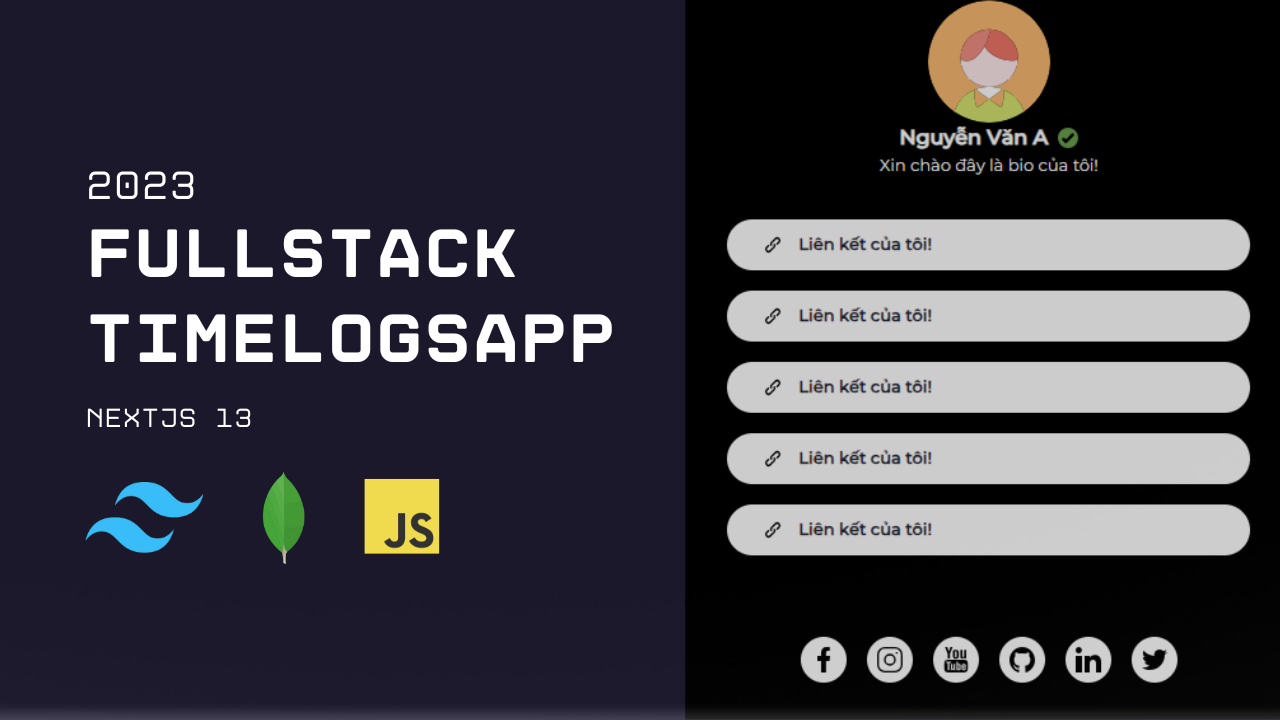 2023
FULLSTACK
TIMELOGSAPP
NEXTJS 13
JS
Nguyễn Văn A
Xin chào đây là bio của tôi!
Liên kết của tôi!
Liên kết của tôi!
Liên kết của tôi!
Liên kết của tôi!
Liên kết của tôi!
You
Tube
in